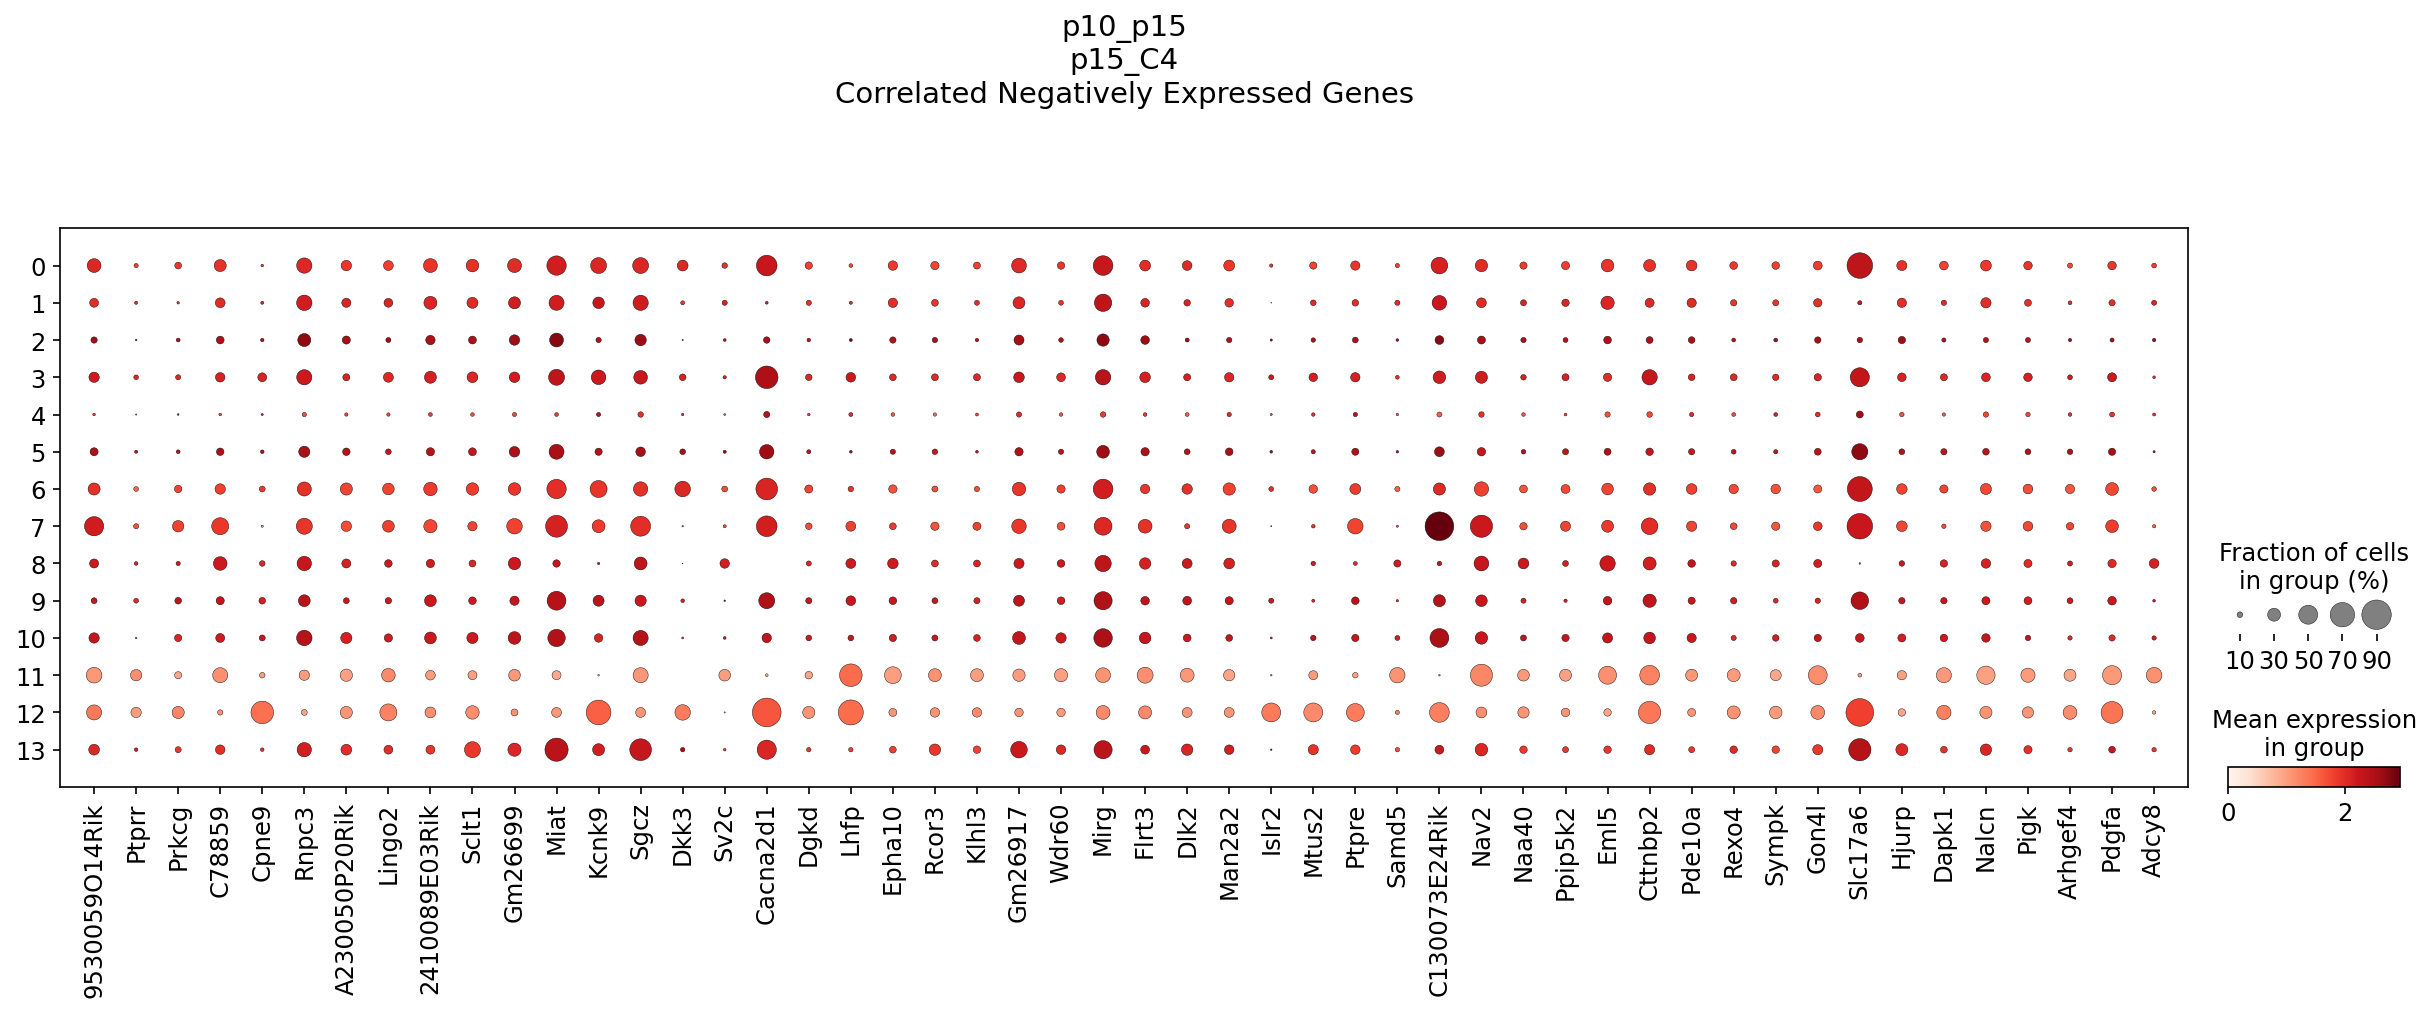 p10_p15
p15_C4
Correlated Negatively Expressed Genes
0
1
2
3
4
5
6
7
8
9
10
11
12
13
9530059O14Rik
Ptprr
Prkcg
C78859
Cpne9
Rnpc3
A230050P20Rik
Lingo2
2410089E03Rik
Sclt1
Gm26699
Miat
Kcnk9
Sgcz
Dkk3
Sv2c
Cacna2d1
Dgkd
Lhfp
Epha10
Rcor3
Klhl3
Gm26917
Wdr60
Mirg
Flrt3
Dlk2
Man2a2
Islr2
Mtus2
Ptpre
Samd5
C130073E24Rik
Nav2
Naa40
Ppip5k2
Eml5
Cttnbp2
Pde10a
Rexo4
Sympk
Gon4l
Slc17a6
Hjurp
Dapk1
Nalcn
Pigk
Arhgef4
Pdgfa
Adcy8
Fraction of cells
in group (%)
10 30 50 70 90
Mean expression
in group
0 2